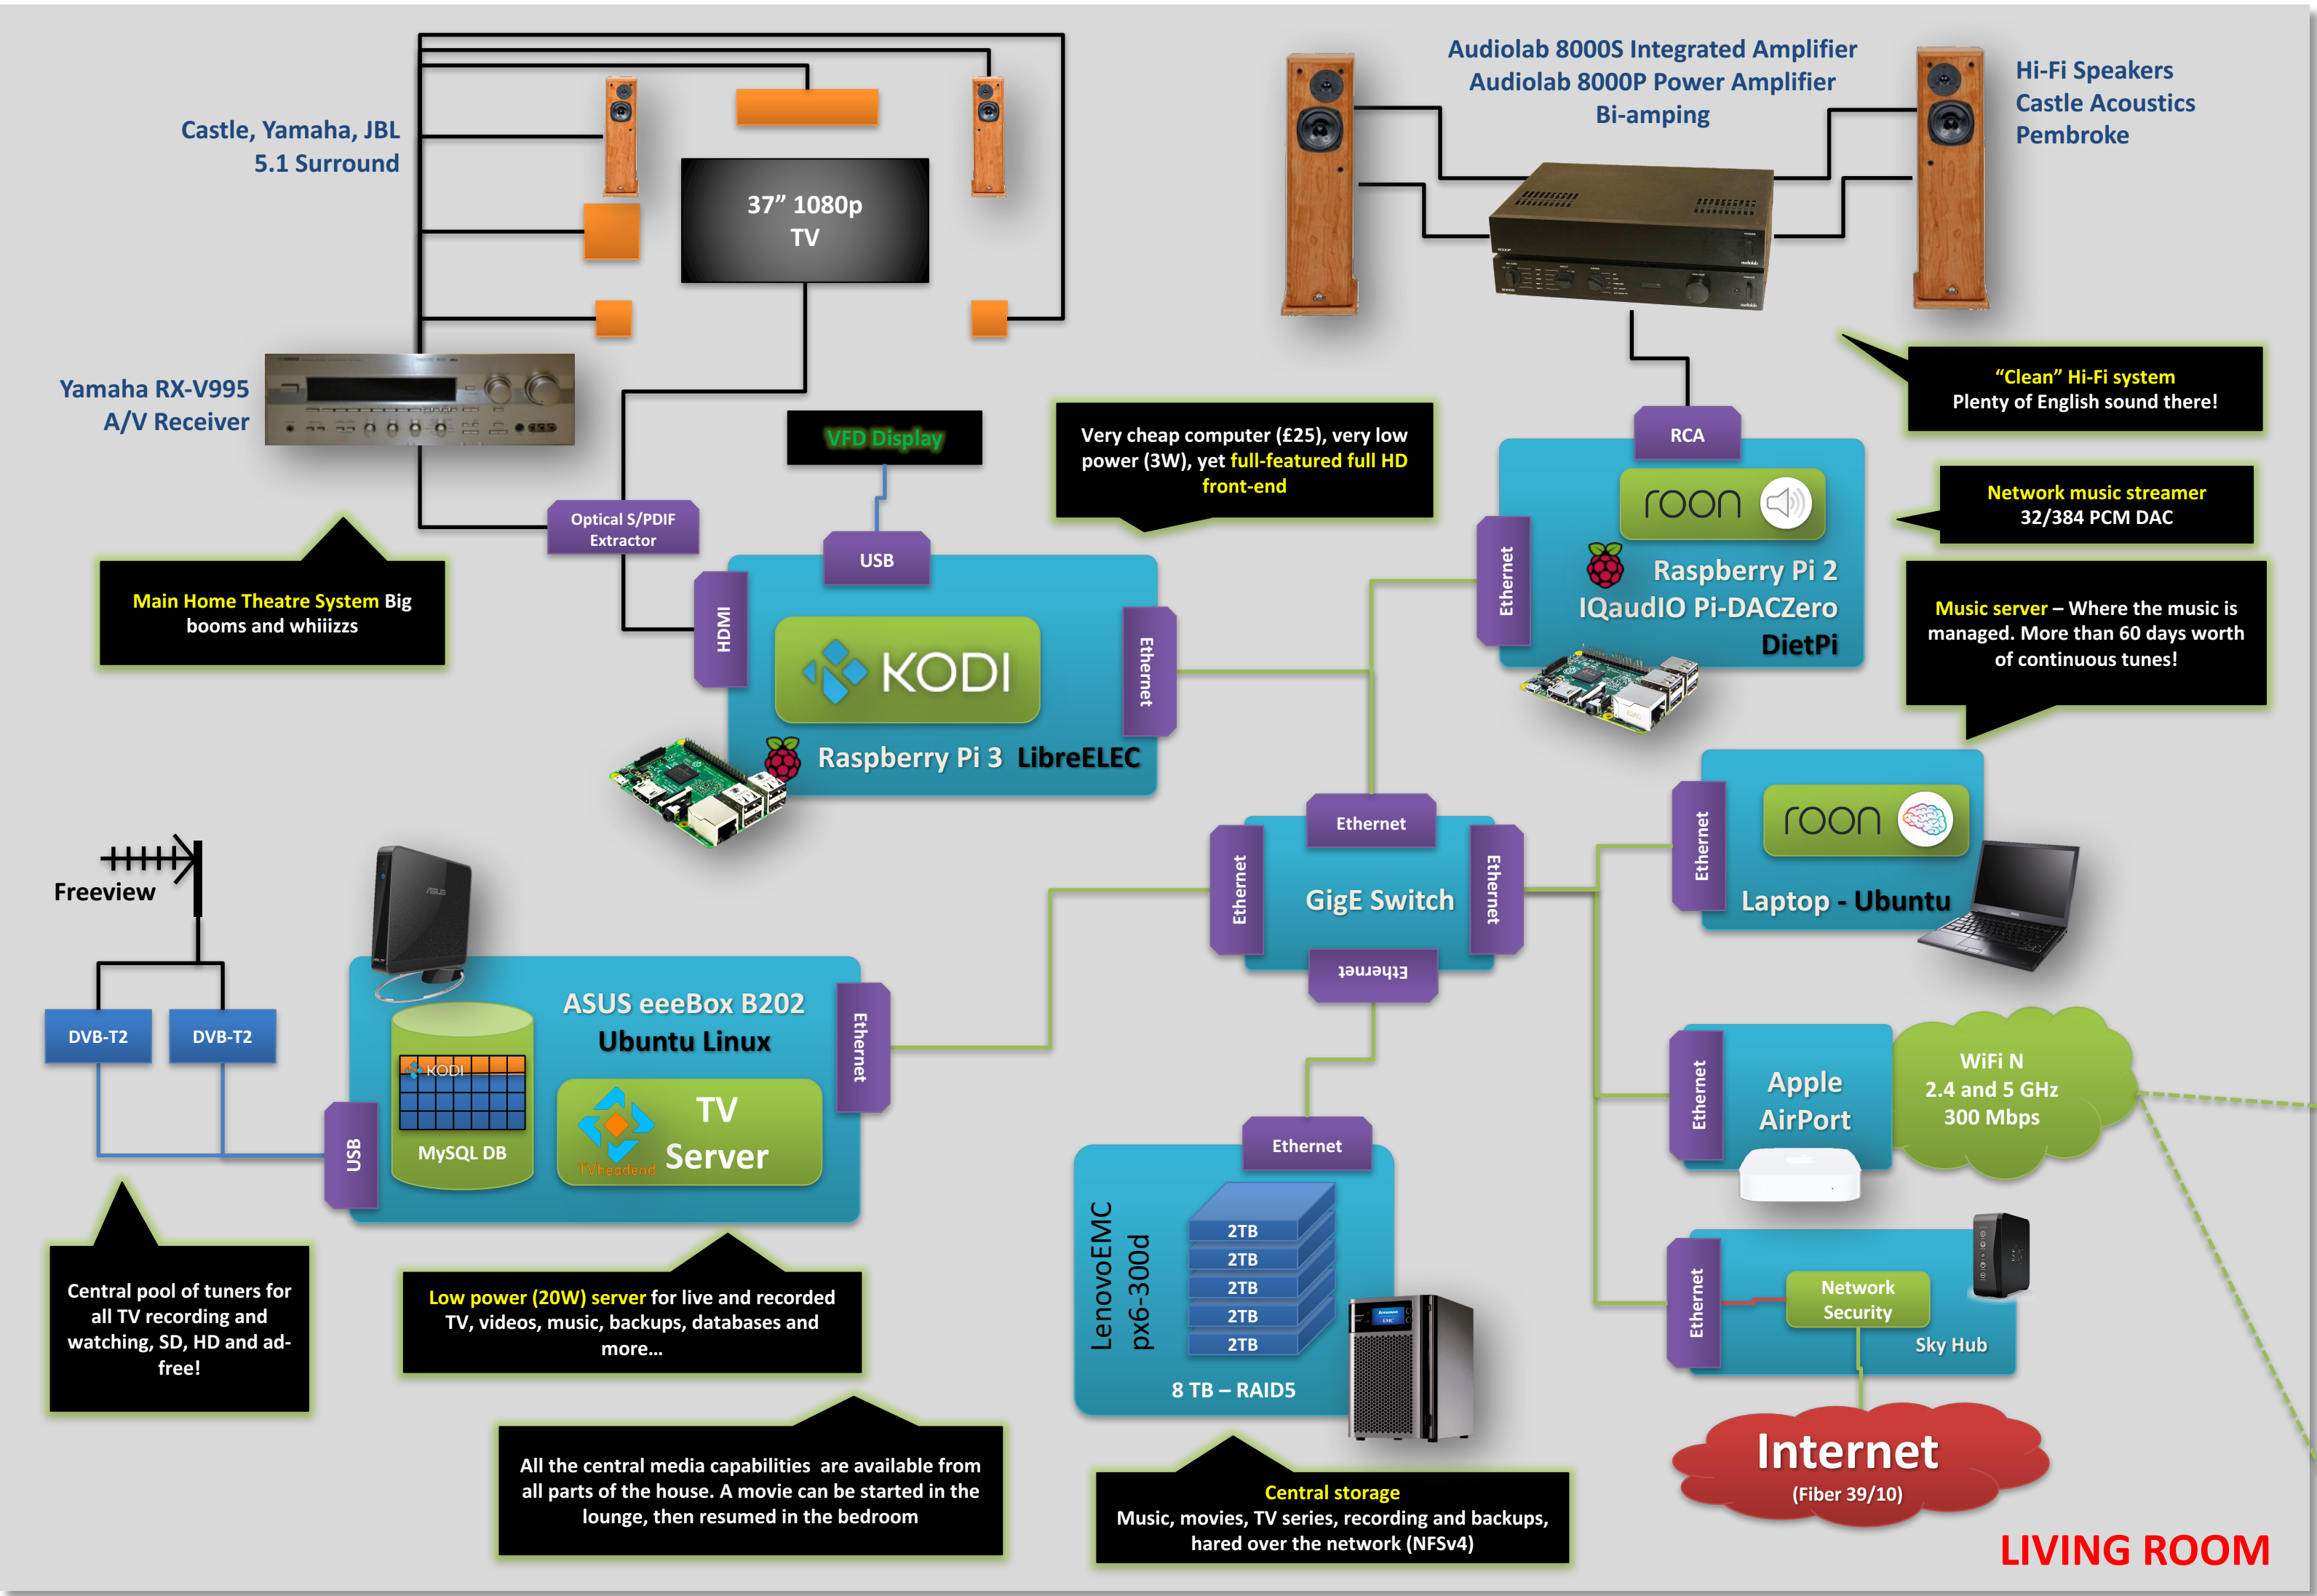 Castle, Yamaha, JBL
5.1 Surround
37” 1080p
TV
Yamaha RX-V995
A/V Receiver
Main Home Theatre System Big
booms and whiiizzs
Optical S/PDIF
Extractor
VFD Display
USB
HDMI
KODI
Ethernet
Raspberry Pi 3 LibreELEC
Very cheap computer (£25), very low
power (3W), yet full-featured full HD
front-end
Audiolab 8000S Integrated Amplifier
Audiolab 8000P Power Amplifier
Bi-amping
Hi-Fi Speakers
Castle Acoustics
Pembroke
“Clean” Hi-Fi system
Plenty of English sound there!
RCA
roon
Ethernet
Raspberry Pi 2
IQaudIO Pi-DACZero
DietPi
Network music streamer
32/384 PCM DAC
Music server – Where the music is
managed. More than 60 days worth
of continuous tunes!
Ethernet
roon
Laptop - Ubuntu
Ethernet
Ethernet
GigE Switch
Ethernet
Ethernet
Freeview
DVB-T2
DVB-T2
USB
ASUS
ASUS eeeBox B202
Ubuntu Linux
KODI
MySQL DB
TVheadend
TV
Server
Ethernet
Central pool of tuners for
all TV recording and
watching, SD, HD and ad-
free!
Low power (20W) server for live and recorded
TV, videos, music, backups, databases and
more…
All the central media capabilities are available from
all parts of the house. A movie can be started in the
lounge, then resumed in the bedroom
Ethernet
LenovoEMC
px6-300d
2TB
2TB
2TB
2TB
2TB
8 TB – RAID5
Central storage
Music, movies, TV series, recording and backups,
hared over the network (NFSv4)
Ethernet
Apple
AirPort
WiFi N
2.4 and 5 GHz
300 Mbps
Ethernet
Network
Security
Sky Hub
Internet
(Fiber 39/10)
LIVING ROOM